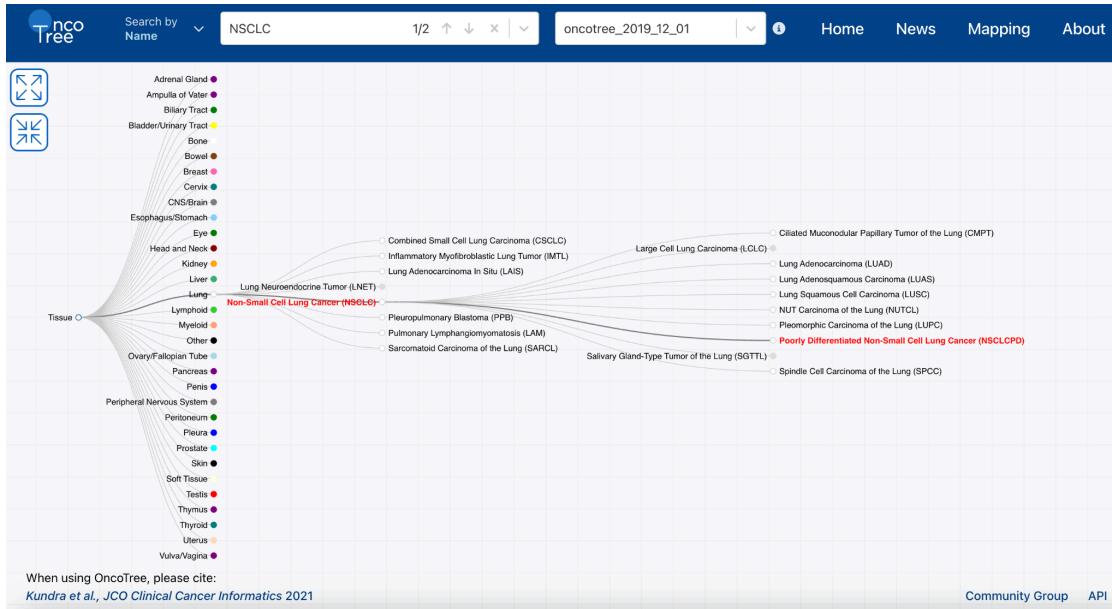 Onco
Tree
Search by
Name
NSCLC
1/2
oncotree_2019_12_01
Home
News
Mapping
About
Adrenal Gland
Ampulla of Vater
Biliary Tract
Bladder/Urinary Tract
Bone
Bowel
Breast
Cervix
CNS/Brain
Esophagus/Stomach
Eye
Head and Neck
Kidney
Liver
Lung
Lymphoid
Myeloid
Other
Ovary/Fallopian Tube
Pancreas
Penis
Peripheral Nervous System
Peritoneum
Pleura
Prostate
Skin
Soft Tissue
Testis
Thymus
Thyroid
Uterus
Vulva/Vagina
Tissue
Combined Small Cell Lung Carcinoma (CSCLC)
Inflammatory Myofibroblastic Lung Tumor (IMTL)
Lung Adenocarcinoma In Situ (LAIS)
Lung Neuroendocrine Tumor (LNET)
Non-Small Cell Lung Cancer (NSCLC)
Pleuropulmonary Blastoma (PPB)
Pulmonary Lymphangiomyomatosis (LAM)
Sarcomatoid Carcinoma of the Lung (SARCL)
Ciliated Muconodular Papillary Tumor of the Lung (CMPT)
Large Cell Lung Carcinoma (LCLC)
Lung Adenocarcinoma (LUAD)
Lung Adenosquamous Carcinoma (LUAS)
Lung Squamous Cell Carcinoma (LUSC)
NUT Carcinoma of the Lung (NUTCL)
Pleomorphic Carcinoma of the Lung (LUPC)
Poorly Differentiated Non-Small Cell Lung Cancer (NSCLCPD)
Salivary Gland-Type Tumor of the Lung (SGTTL)
Spindle Cell Carcinoma of the Lung (SPCC)
When using OncoTree, please cite:
Kundra et al., JCO Clinical Cancer Informatics 2021
Community Group
API